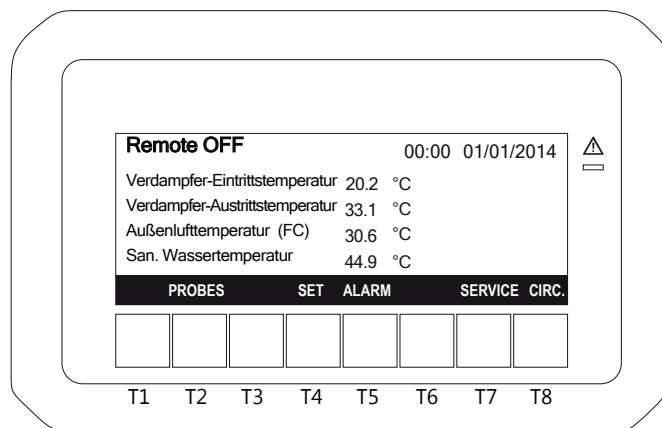 Remote OFF 00:00 01/01/2014
Verdampfer-Eintrittstemperatur 20.2 °C
Verdampfer-Austrittstemperatur 33.1 °C
Außenlufttemperatur (FC) 30.6 °C
San. Wassertemperatur 44.9 °C
PROBES SET ALARM SERVICE CIRC.
T1 T2 T3 T4 T5 T6 T7 T8